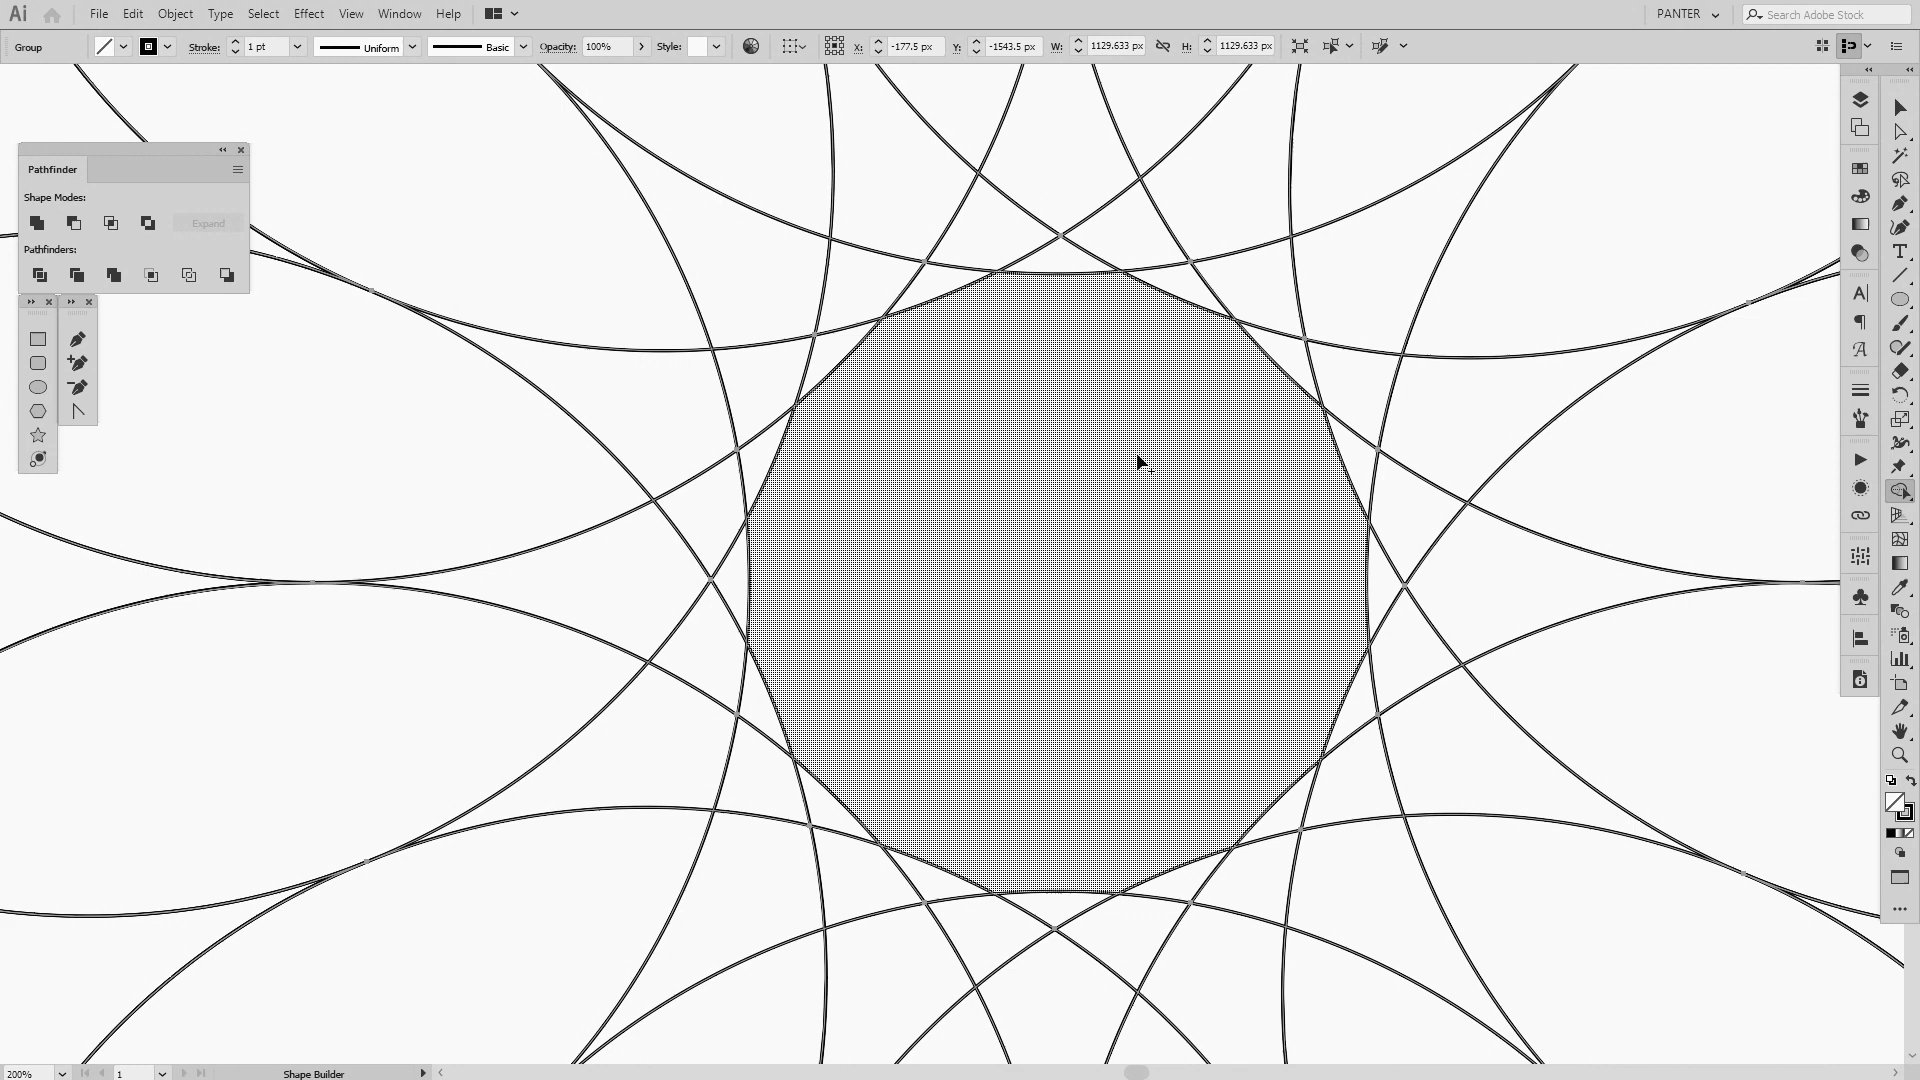 Ai File Edit Object Type Select Effect View Window Help PANTER Search Adobe Stock
Group Stroke: 1 pt Uniform Basic Opacity: 100% Style: X: -177.5 px Y: -1543.5 px W: 1129.633 px H: 1129.633 px
Pathfinder
Shape Modes:
Expand
Pathfinders:
200% 1 Shape Builder